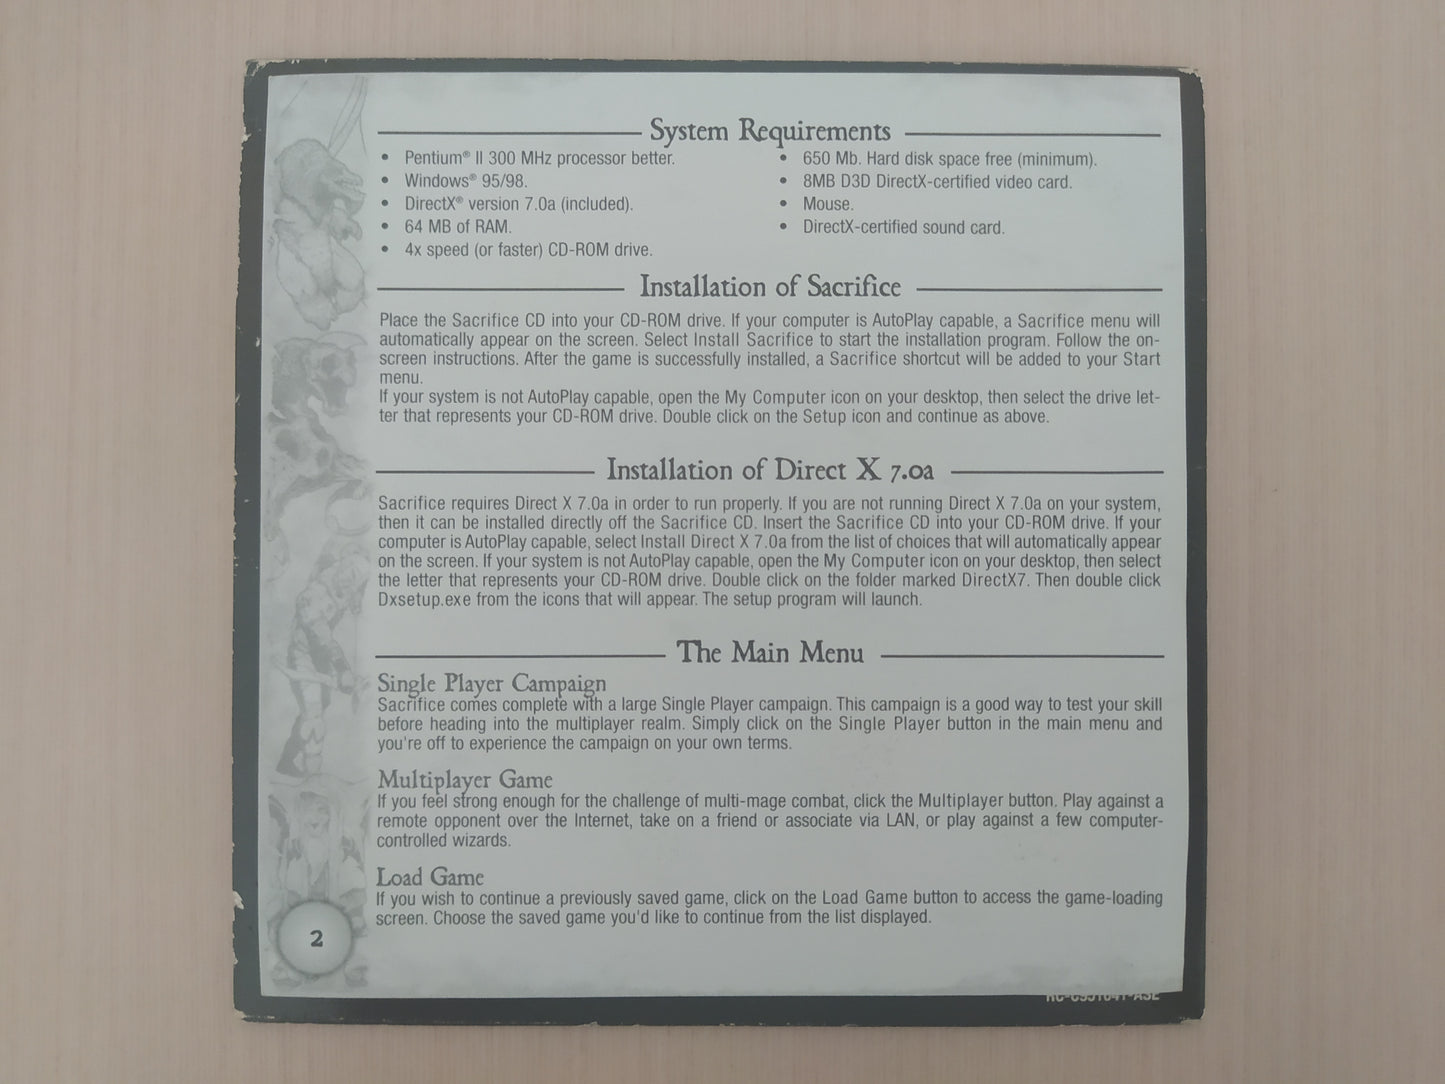 System Requirements
• Pentium® II 300 MHz processor better.
• Windows® 95/98.
• DirectX® version 7.0a (included).
• 64 MB of RAM.
• 4x speed (or faster) CD-ROM drive.
• 650 Mb. Hard disk space free (minimum).
• 8MB D3D DirectX-certified video card.
• Mouse.
• DirectX-certified sound card.
Installation of Sacrifice
Place the Sacrifice CD into your CD-ROM drive. If your computer is AutoPlay capable, a Sacrifice menu will
automatically appear on the screen. Select Install Sacrifice to start the installation program. Follow the on-
screen instructions. After the game is successfully installed, a Sacrifice shortcut will be added to your Start
menu.
If your system is not AutoPlay capable, open the My Computer icon on your desktop, then select the drive let-
ter that represents your CD-ROM drive. Double click on the Setup icon and continue as above.
Installation of Direct X 7.0a
Sacrifice requires Direct X 7.0a in order to run properly. If you are not running Direct X 7.0a on your system,
then it can be installed directly off the Sacrifice CD. Insert the Sacrifice CD into your CD-ROM drive. If your
computer is AutoPlay capable, select Install Direct X 7.0a from the list of choices that will automatically appear
on the screen. If your system is not AutoPlay capable, open the My Computer icon on your desktop, then select
the letter that represents your CD-ROM drive. Double click on the folder marked DirectX7. Then double click
Dxsetup.exe from the icons that will appear. The setup program will launch.
The Main Menu
Single Player Campaign
Sacrifice comes complete with a large Single Player campaign. This campaign is a good way to test your skill
before heading into the multiplayer realm. Simply click on the Single Player button in the main menu and
you're off to experience the campaign on your own terms.
Multiplayer Game
If you feel strong enough for the challenge of multi-mage combat, click the Multiplayer button. Play against a
remote opponent over the Internet, take on a friend or associate via LAN, or play against a few computer-
controlled wizards.
Load Game
If you wish to continue a previously saved game, click on the Load Game button to access the game-loading
screen. Choose the saved game you'd like to continue from the list displayed.
2